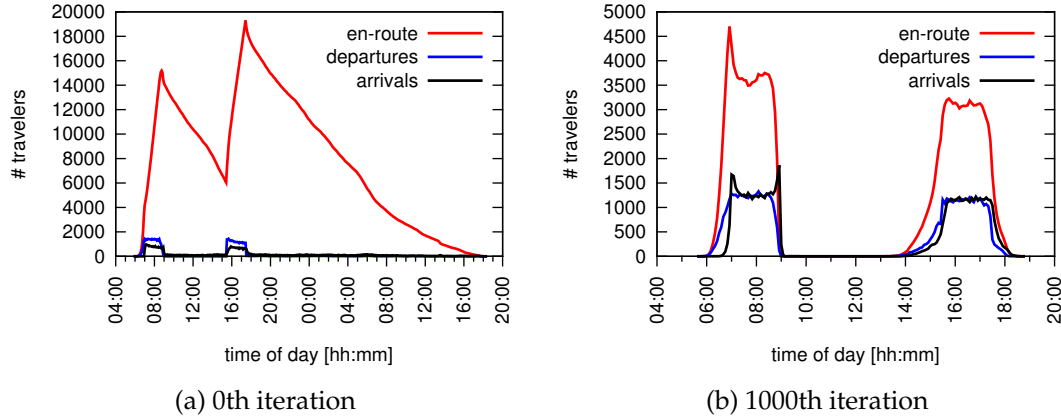 20000
18000
16000
14000
12000
10000
8000
6000
4000
2000
0
# travelers
en-route
departures
arrivals
04:00 08:00 12:00 16:00 20:00 00:00 04:00 08:00 12:00 16:00 20:00
time of day [hh:mm]
(a) 0th iteration
5000
4500
4000
3500
3000
2500
2000
1500
1000
500
0
# travelers
en-route
departures
arrivals
04:00 06:00 08:00 10:00 12:00 14:00 16:00 18:00 20:00
time of day [hh:mm]
(b) 1000th iteration